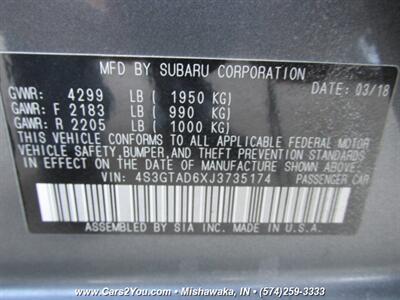 MFD BY SUBARU CORPORATION
DATE: 03/18
GVWR: 4299 LB ( 1950 KG)
GAWR: F 2183 LB ( 990 KG)
GAWR: R 2205 LB ( 1000 KG)
THIS VEHICLE CONFORMS TO ALL APPLICABLE FEDERAL MOTOR
VEHICLE SAFETY, BUMPER, AND THEFT PREVENTION STANDARDS
IN EFFECT ON THE DATE OF MANUFACTURE SHOWN ABOVE.
VIN: 4S3GTAD6XJ3735174 PASSENGER CAR
ASSEMBLED BY SIA INC. MADE IN U.S.A.
www.Cars2You.com - Mishawaka, IN - (574)259-3333